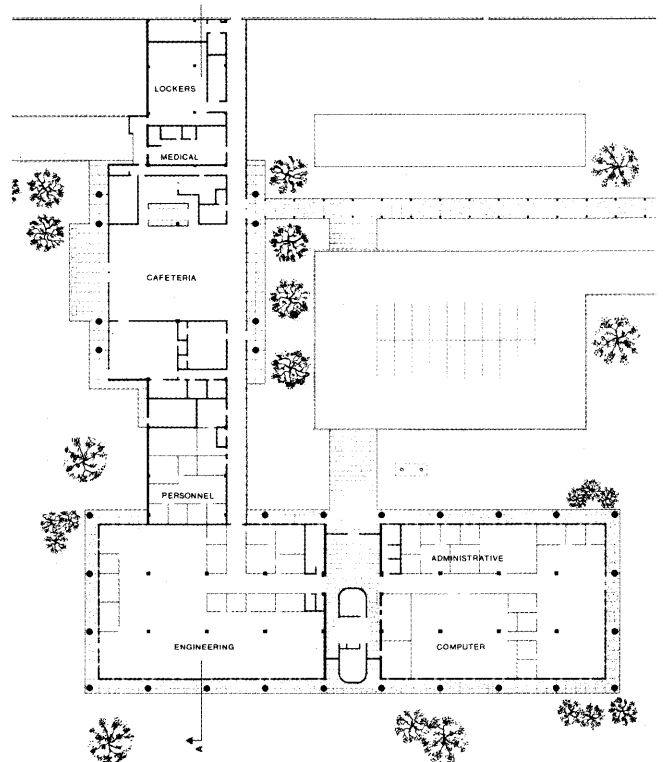 LOCKERS
MEDICAL
CAFETERIA
PERSONNEL
ADMINISTRATIVE
ENGINEERING
COMPUTER
A